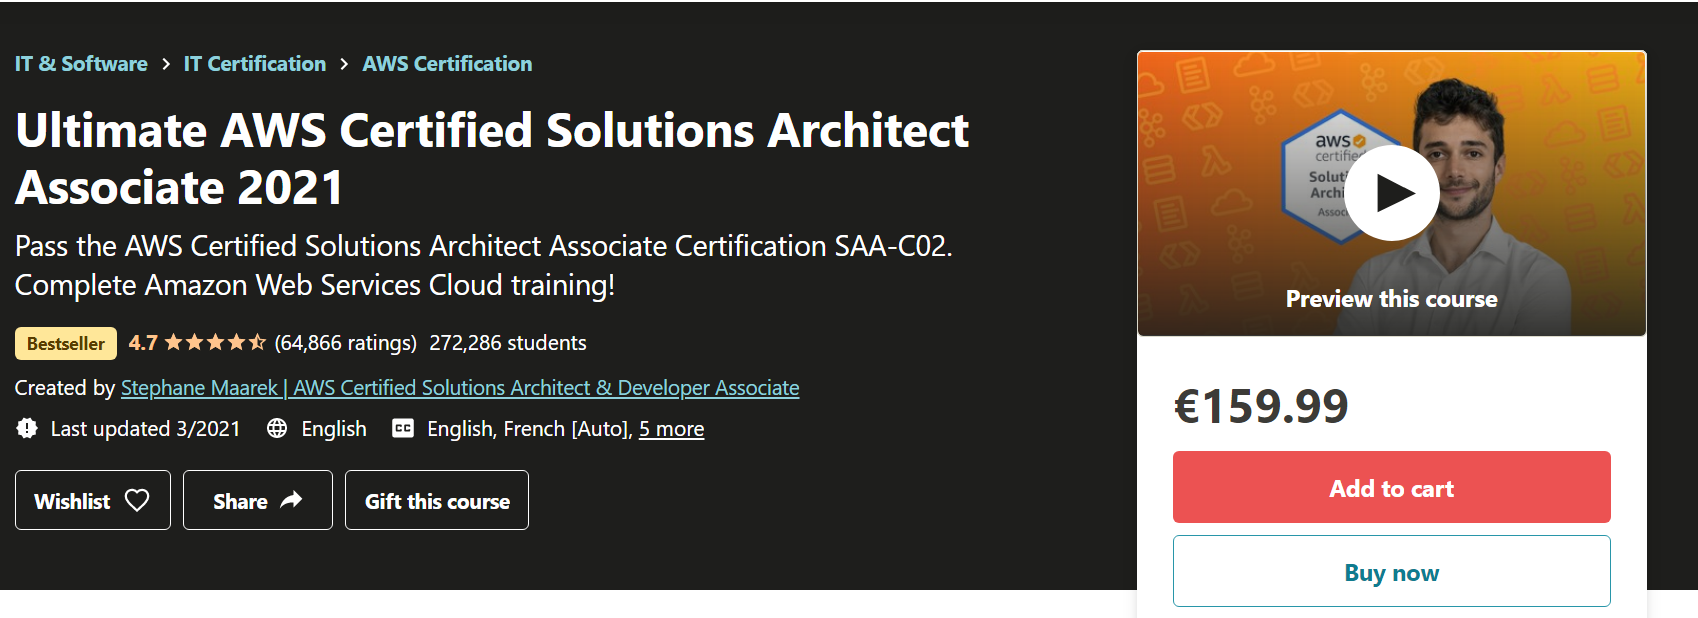 IT & Software > IT Certification > AWS Certification
Ultimate AWS Certified Solutions Architect
Associate 2021
Pass the AWS Certified Solutions Architect Associate Certification SAA-C02.
Complete Amazon Web Services Cloud training!
Bestseller 4.7 (64,866 ratings) 272,286 students
Created by Stephane Maarek | AWS Certified Solutions Architect & Developer Associate
Last updated 3/2021 English CC English, French [Auto], 5 more
Wishlist Share Gift this course
aws
certified
Preview this course
€159.99
Add to cart
Buy now